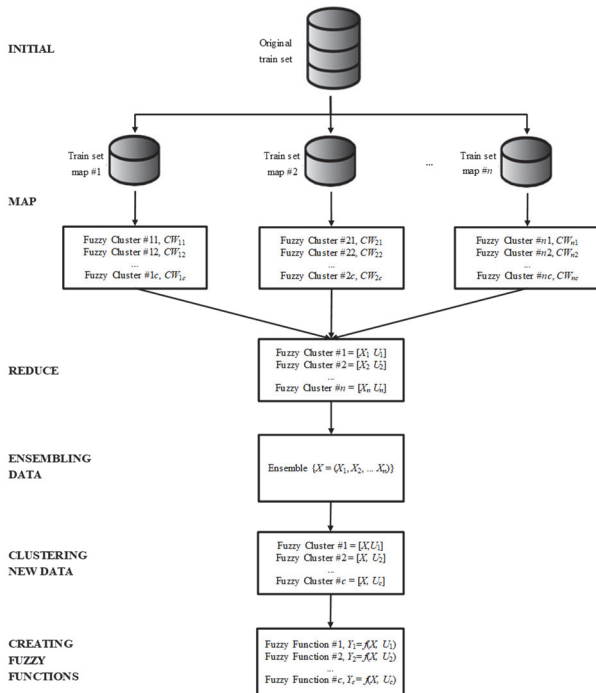 INITIAL
Original
train set
Train set
map #1
Train set
map #2
...
Train set
map #n
MAP
Fuzzy Cluster #11, CW11
Fuzzy Cluster #12, CW12
...
Fuzzy Cluster #1c, CW1c
Fuzzy Cluster #21, CW21
Fuzzy Cluster #22, CW22
...
Fuzzy Cluster #2c, CW2c
Fuzzy Cluster #n1, CWn1
Fuzzy Cluster #n2, CWn2
...
Fuzzy Cluster #nc, CWnc
REDUCE
Fuzzy Cluster #1 = [X1 U1]
Fuzzy Cluster #2 = [X2 U2]
...
Fuzzy Cluster #n = [Xn Un]
ENSEMBLING
DATA
Ensemble {X = (X1, X2, ... Xn)}
CLUSTERING
NEW DATA
Fuzzy Cluster #1 = [X,U1]
Fuzzy Cluster #2 = [X, U2]
...
Fuzzy Cluster #c = [X, Uc]
CREATING
FUZZY
FUNCTIONS
Fuzzy Function #1, Y1=f(X, U1)
Fuzzy Function #2, Y2=f(X, U2)
...
Fuzzy Function #c, Yc=f(X, Uc)